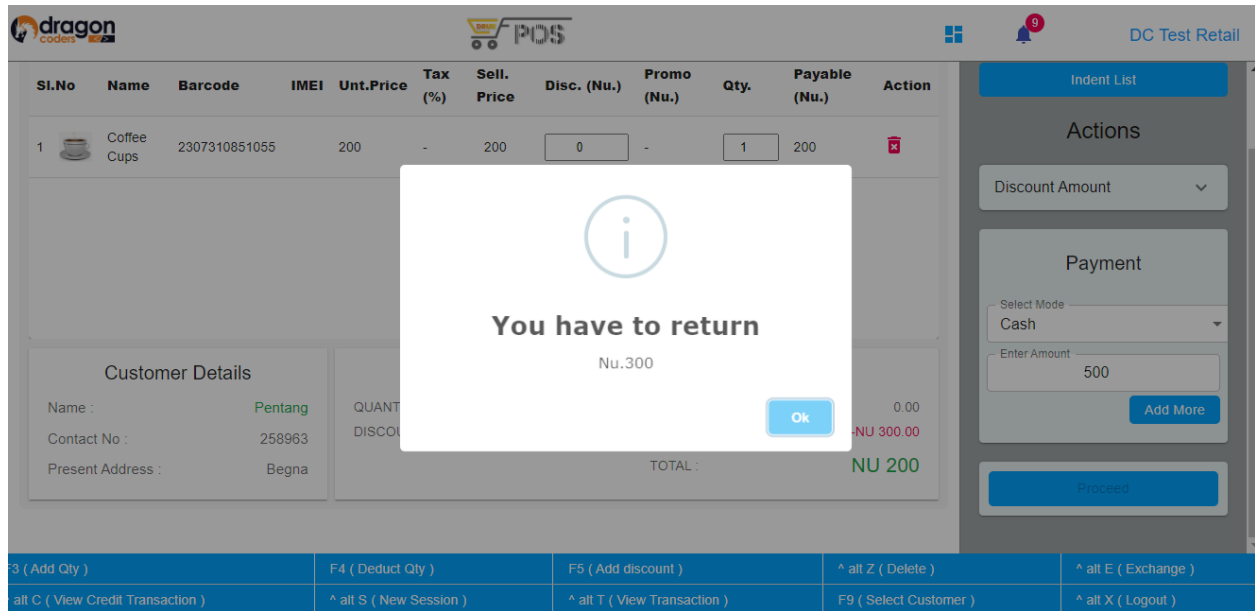 dragon
coders
DRUK
POS
9
DC Test Retail
Sl.No Name Barcode IMEI Unt.Price Tax (%) Sell. Price Disc. (Nu.) Promo (Nu.) Qty. Payable (Nu.) Action
1 Coffee Cups 2307310851055 200 - 200 0 - 1 200
Indent List
Actions
Discount Amount
Payment
Select Mode
Cash
Enter Amount
500
Add More
Proceed
You have to return
Nu.300
Ok
Customer Details
Name : Pentang
Contact No : 258963
Present Address : Begna
QUANT
0.00
DISCOU
-NU 300.00
TOTAL : NU 200
F3 ( Add Qty ) F4 ( Deduct Qty ) F5 ( Add discount ) ^ alt Z ( Delete ) ^ alt E ( Exchange )
alt C ( View Credit Transaction ) ^ alt S ( New Session ) ^ alt T ( View Transaction ) F9 ( Select Customer ) ^ alt X ( Logout )